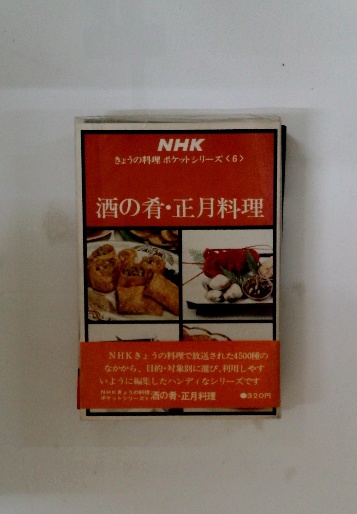 NHK
きょうの料理 ポケットシリーズ〈6〉
酒の肴・正月料理
NHKきょうの料理で放送された4500種の
なかから、目的・対象別に選び、利用しやす
いように編集したハンディなシリーズです
NHKきょうの料理
ポケットシリーズ 酒の肴・正月料理 ●320円